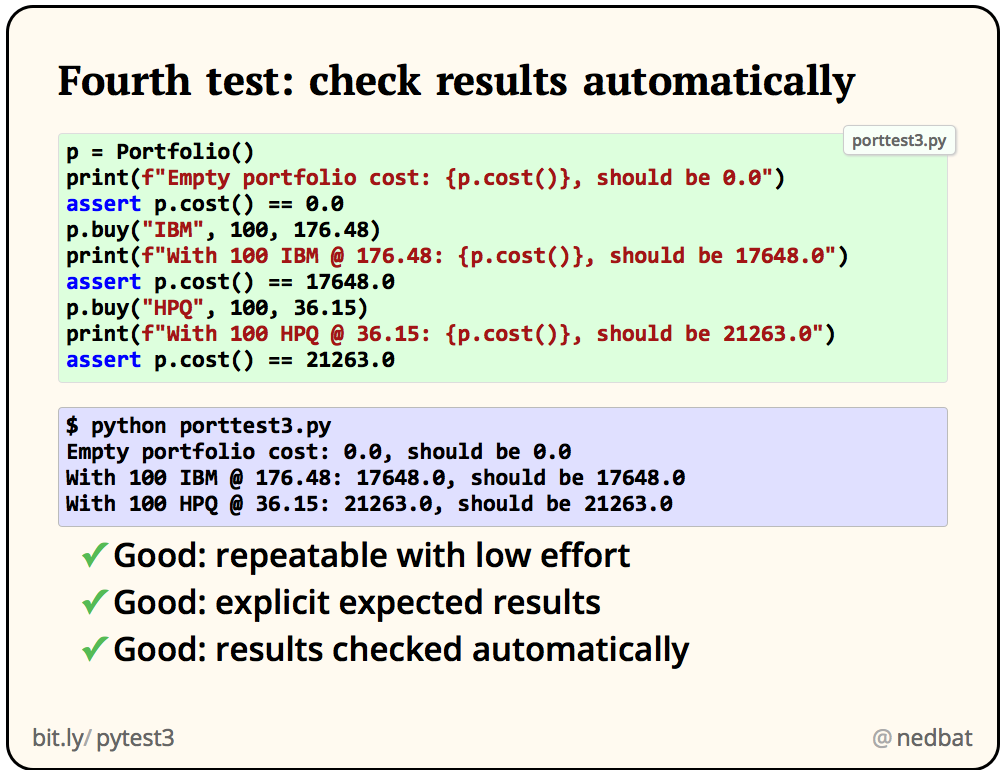 Fourth test: check results automatically
porttest3.py
p = Portfolio()
print(f"Empty portfolio cost: {p.cost()}, should be 0.0")
assert p.cost() == 0.0
p.buy("IBM", 100, 176.48)
print(f"With 100 IBM @ 176.48: {p.cost()}, should be 17648.0")
assert p.cost() == 17648.0
p.buy("HPQ", 100, 36.15)
print(f"With 100 HPQ @ 36.15: {p.cost()}, should be 21263.0")
assert p.cost() == 21263.0
$ python porttest3.py
Empty portfolio cost: 0.0, should be 0.0
With 100 IBM @ 176.48: 17648.0, should be 17648.0
With 100 HPQ @ 36.15: 21263.0, should be 21263.0
✓ Good: repeatable with low effort
✓ Good: explicit expected results
✓ Good: results checked automatically
bit.ly/pytest3
@nedbat